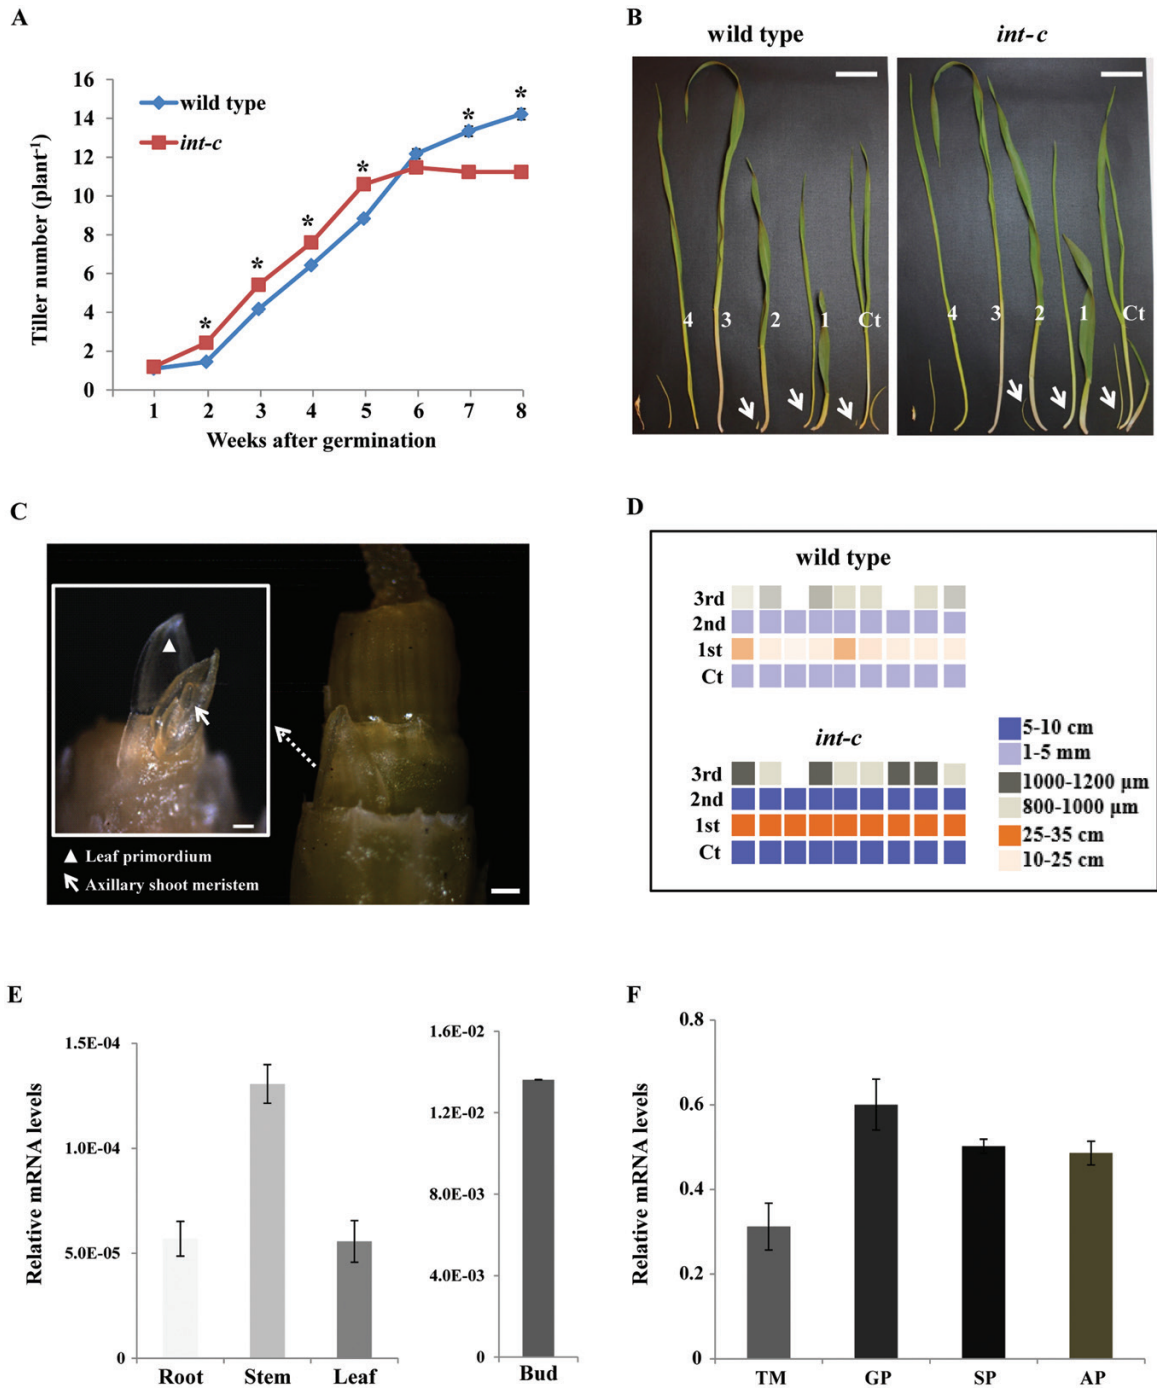 A
16
14
12
10
8
6
4
2
0
wild type
int-c
* * * * * *
Tiller number (plant-1)
1 2 3 4 5 6 7 8
Weeks after germination
B
wild type
int-c
4 3 2 1 Ct
4 3 2 1 Ct
C
Leaf primordium
Axillary shoot meristem
D
wild type
3rd
2nd
1st
Ct
int-c
3rd
2nd
1st
Ct
5-10 cm
1-5 mm
1000-1200 µm
800-1000 µm
25-35 cm
10-25 cm
E
Relative mRNA levels
1.5E-04
1.0E-04
5.0E-05
0
Root Stem Leaf
1.6E-02
1.2E-02
8.0E-03
4.0E-03
0
Bud
F
Relative mRNA levels
0.8
0.6
0.4
0.2
0
TM GP SP AP